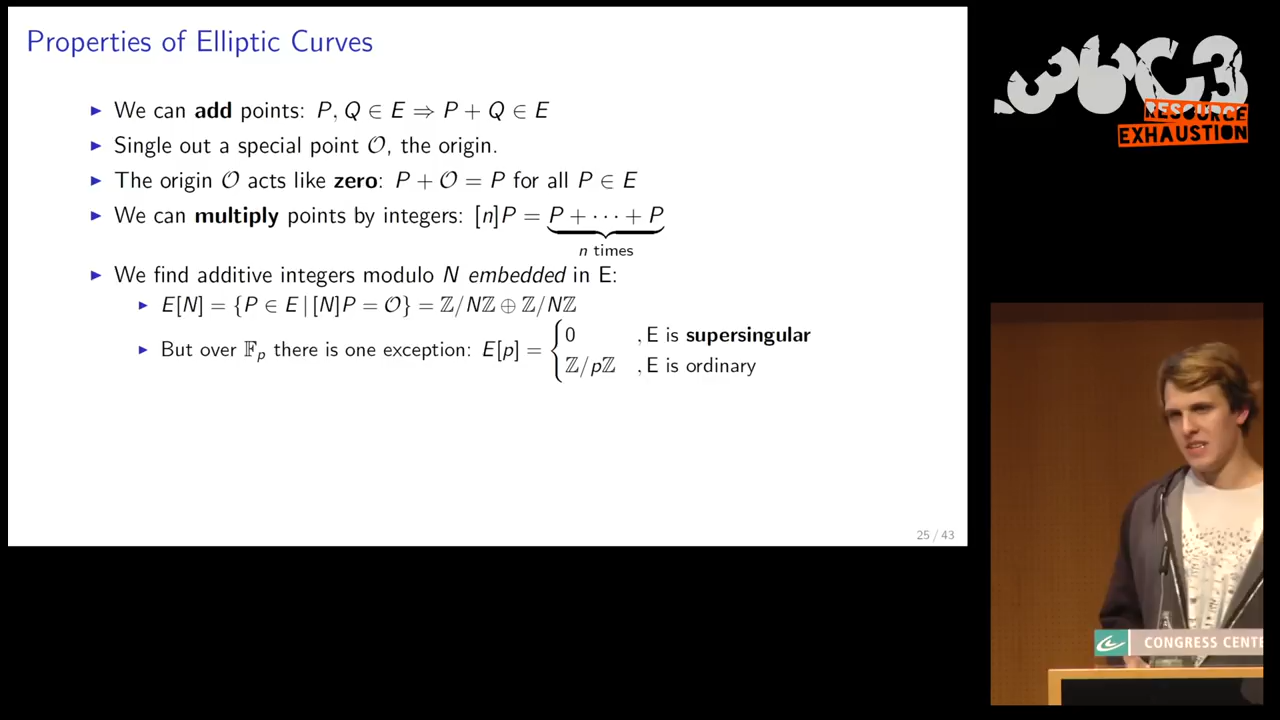 Properties of Elliptic Curves
▶ We can add points: P, Q ∈ E ⇒ P + Q ∈ E
▶ Single out a special point 𝒪, the origin.
▶ The origin 𝒪 acts like zero: P + 𝒪 = P for all P ∈ E
▶ We can multiply points by integers: [n]P = P + ··· + P
n times
▶ We find additive integers modulo N embedded in E:
▶ E[N] = {P ∈ E | [N]P = 𝒪} = ℤ/Nℤ ⊕ ℤ/Nℤ
▶ But over 𝔽p there is one exception: E[p] = {0 , E is supersingular
ℤ/pℤ , E is ordinary
25 / 43
36C3
RESOURCE
EXHAUSTION
CONGRESS CENTE